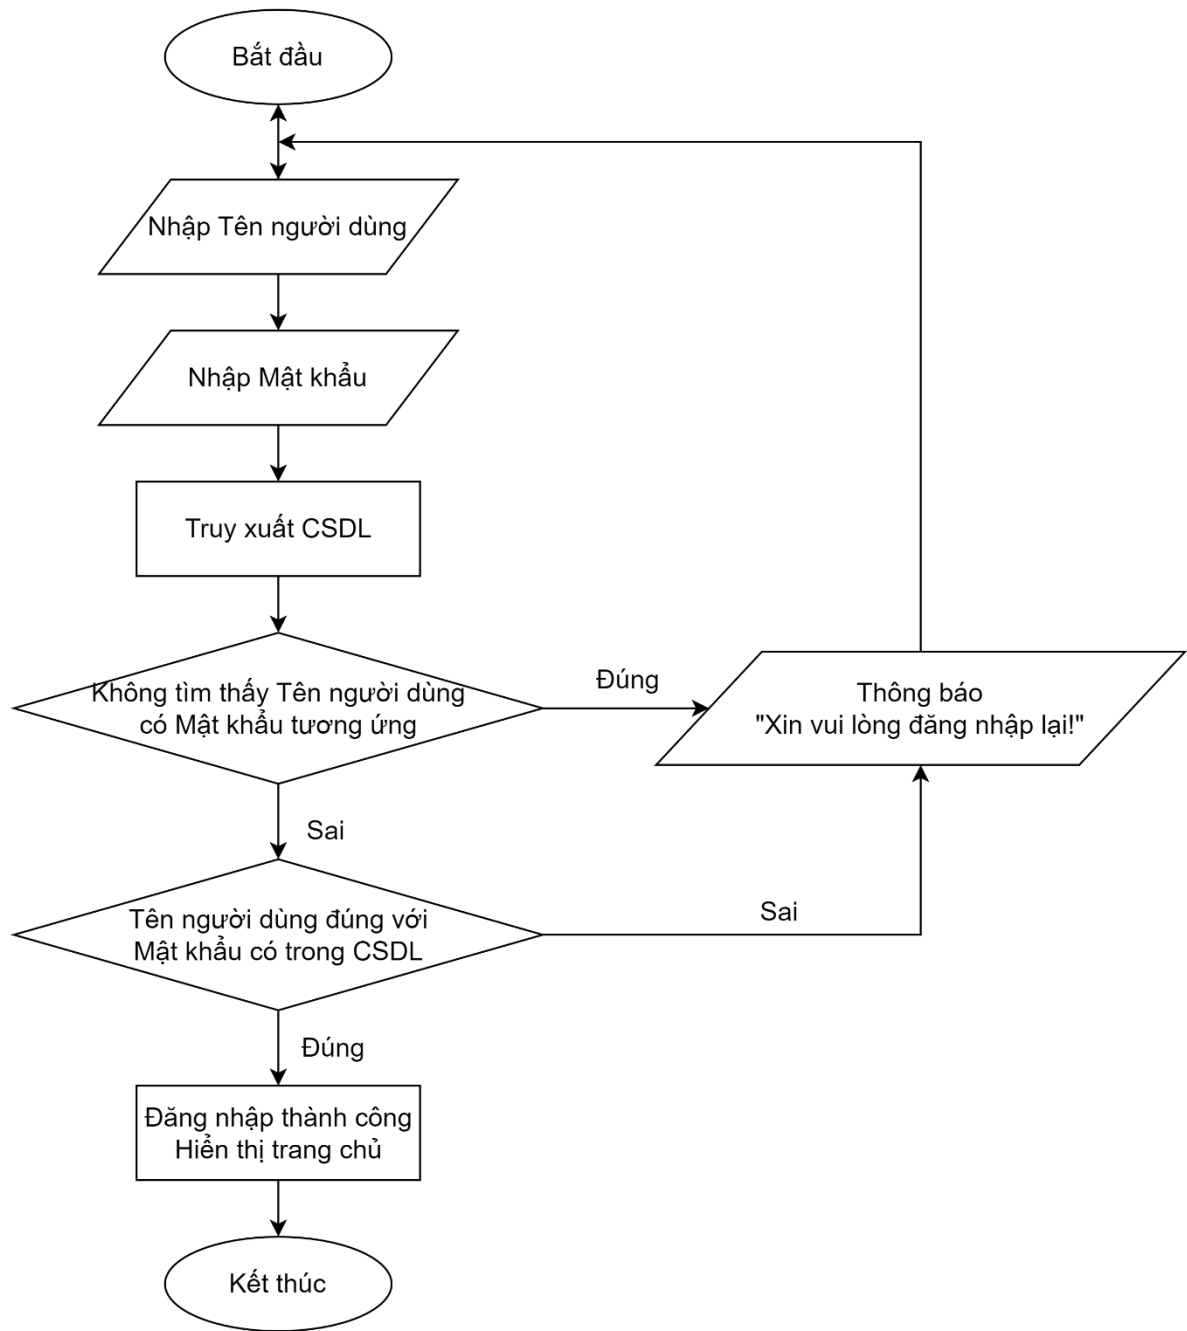 Bắt đầu
Nhập Tên người dùng
Nhập Mật khẩu
Truy xuất CSDL
Không tìm thấy Tên người dùng
có Mật khẩu tương ứng
Đúng
Thông báo
"Xin vui lòng đăng nhập lại!"
Sai
Tên người dùng đúng với
Mật khẩu có trong CSDL
Sai
Đúng
Đăng nhập thành công
Hiển thị trang chủ
Kết thúc